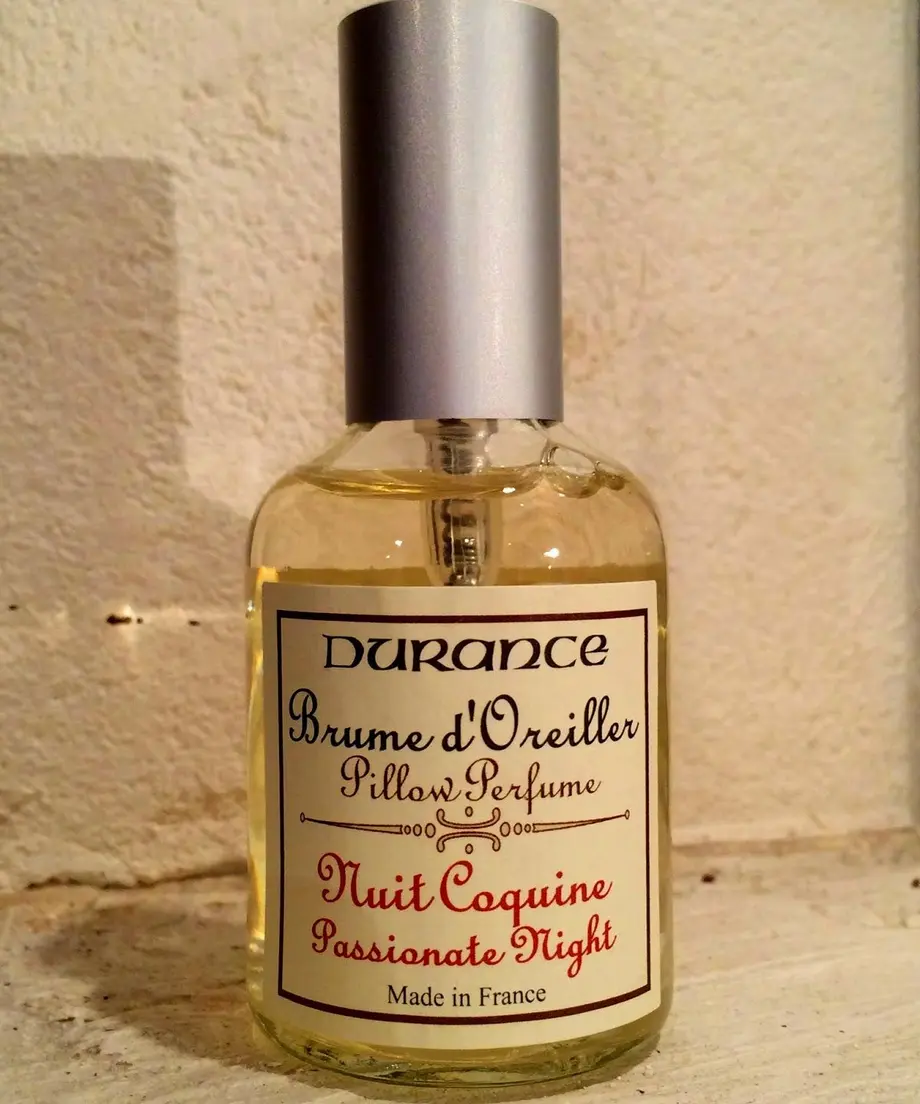 DURANCE
Brume d'Oreiller
Pillow Perfume
Nuit Coquine
Passionate Night
Made in France